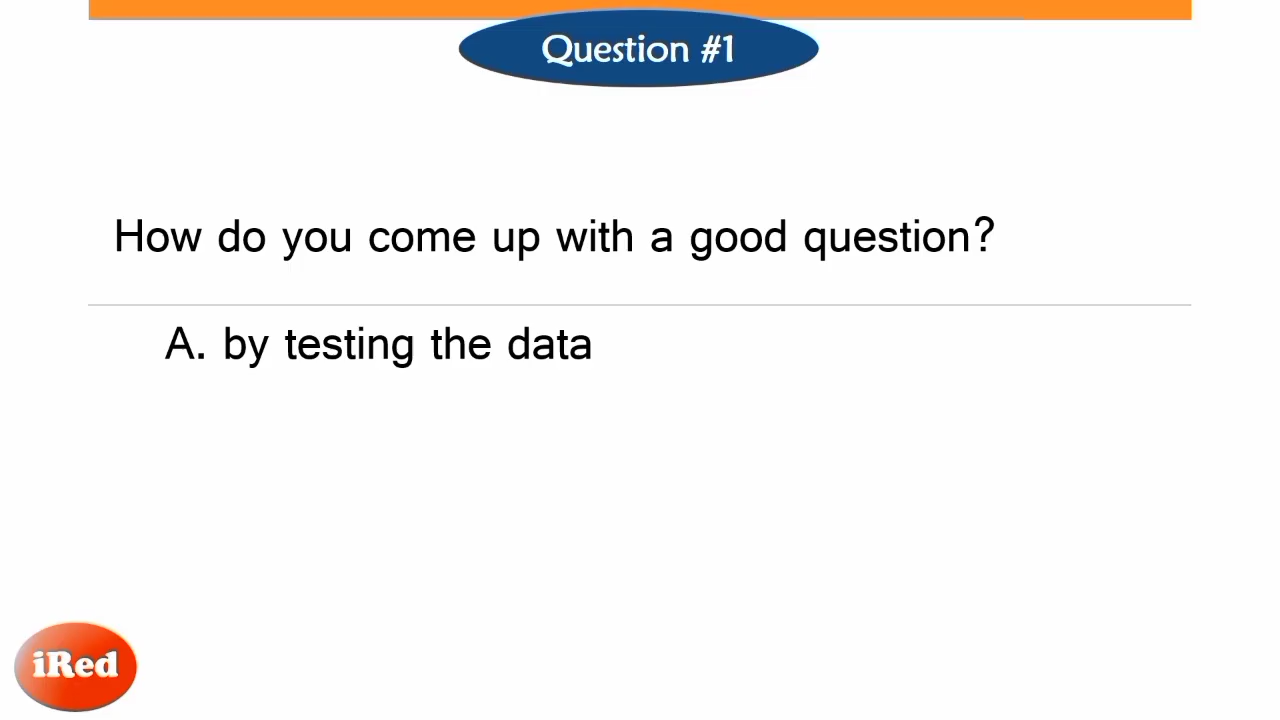 Question #1
How do you come up with a good question?
A. by testing the data
iRed